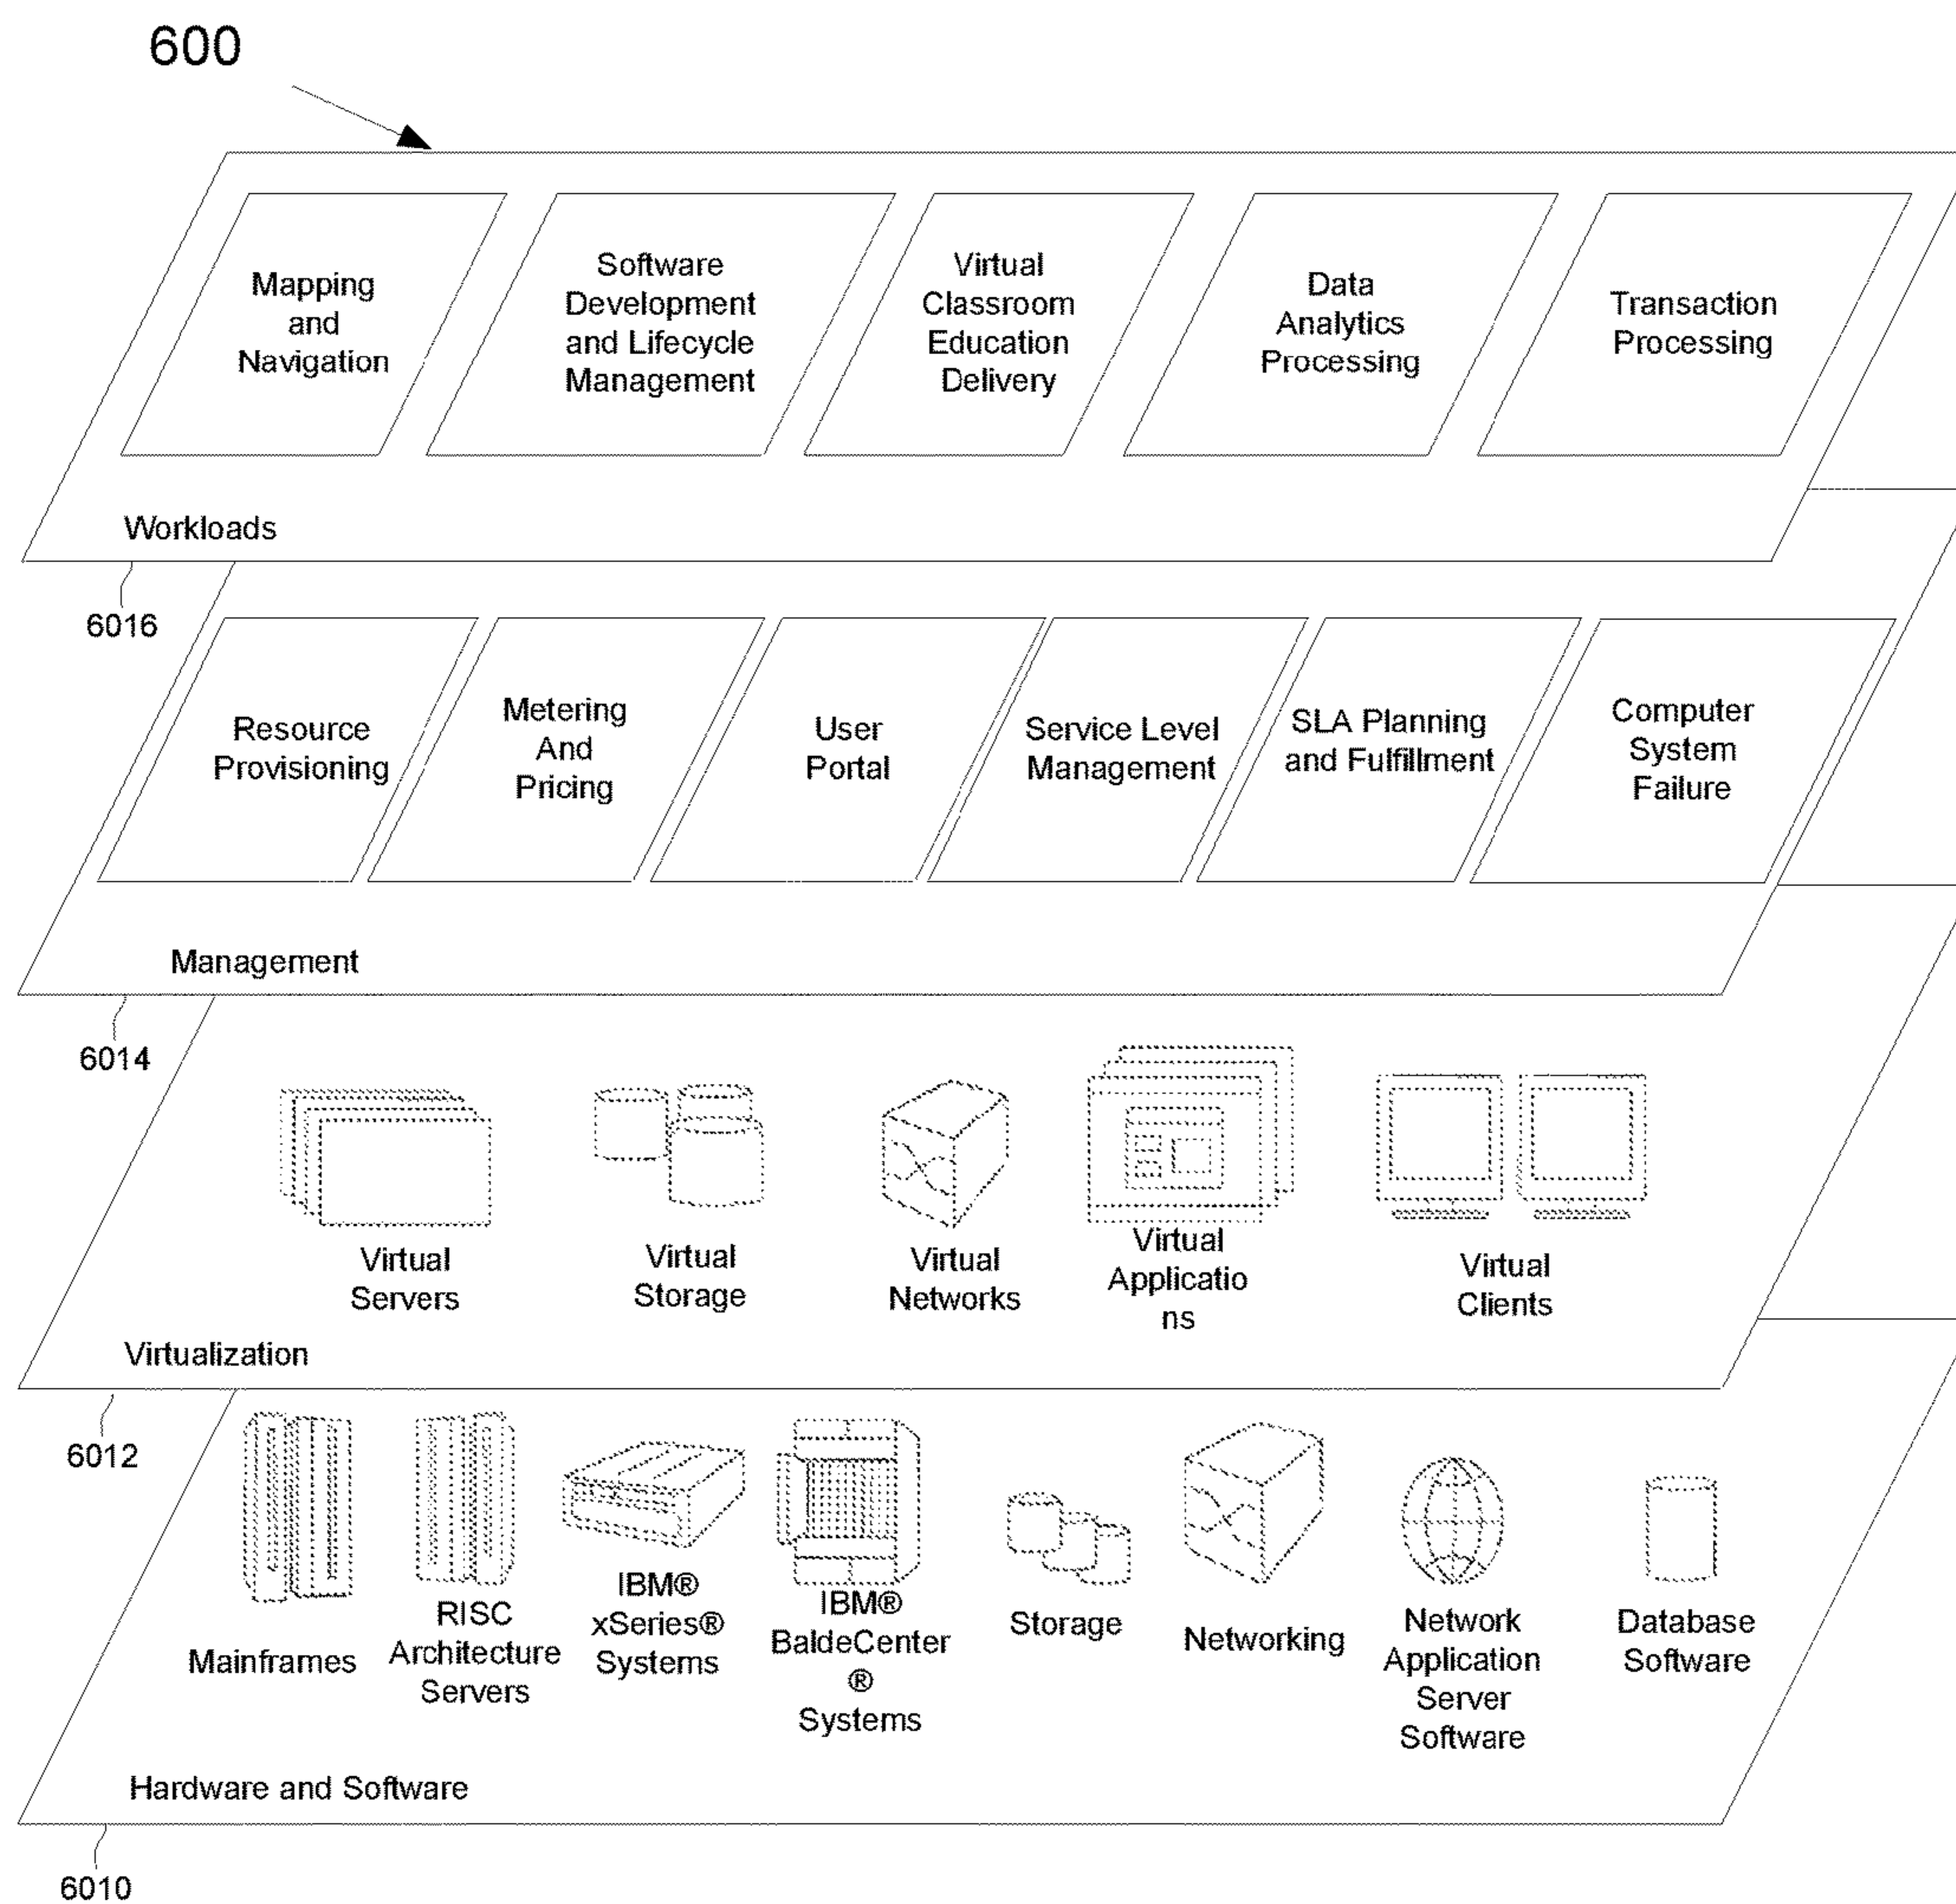 600
Mapping
and
Navigation
Software
Development
and Lifecycle
Management
Virtual
Classroom
Education
Delivery
Data
Analytics
Processing
Transaction
Processing
Workloads
6016
Resource
Provisioning
Metering
And
Pricing
User
Portal
Service Level
Management
SLA Planning
and Fulfillment
Computer
System
Failure
Management
6014
Virtual
Servers
Virtual
Storage
Virtual
Networks
Virtual
Applicatio
ns
Virtual
Clients
Virtualization
6012
Mainframes
RISC
Architecture
Servers
IBM®
xSeries®
Systems
IBM®
BaldeCenter
®
Systems
Storage
Networking
Network
Application
Server
Software
Database
Software
Hardware and Software
6010